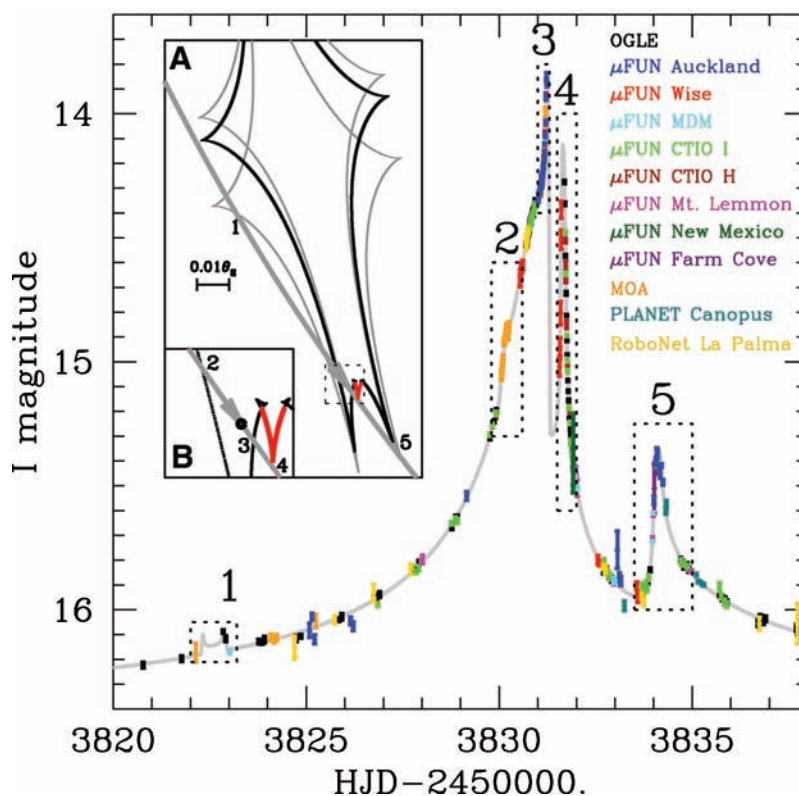 3
OGLE
μFUN Auckland
A
4
14
μFUN Wise
μFUN MDM
μFUN CTIO I
μFUN CTIO H
1
μFUN Mt. Lemmon
2
μFUN New Mexico
0.01θE
μFUN Farm Cove
MOA
PLANET Canopus
15
RoboNet La Palma
2
5
3
5
B
4
1
16
I magnitude
3820 3825 3830 3835
HJD-2450000.